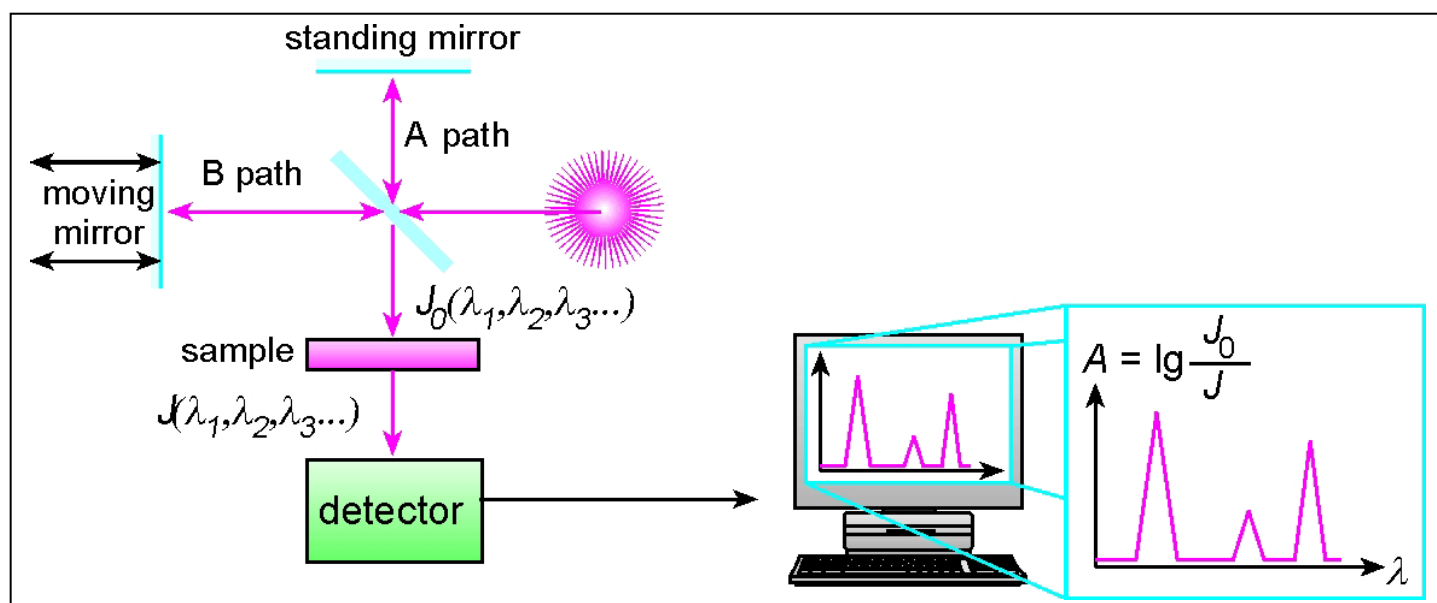 standing mirror
A path
B path
moving
mirror
J₀(λ₁,λ₂,λ₃...)
sample
J(λ₁,λ₂,λ₃...)
detector
A = lg J₀/J
λ